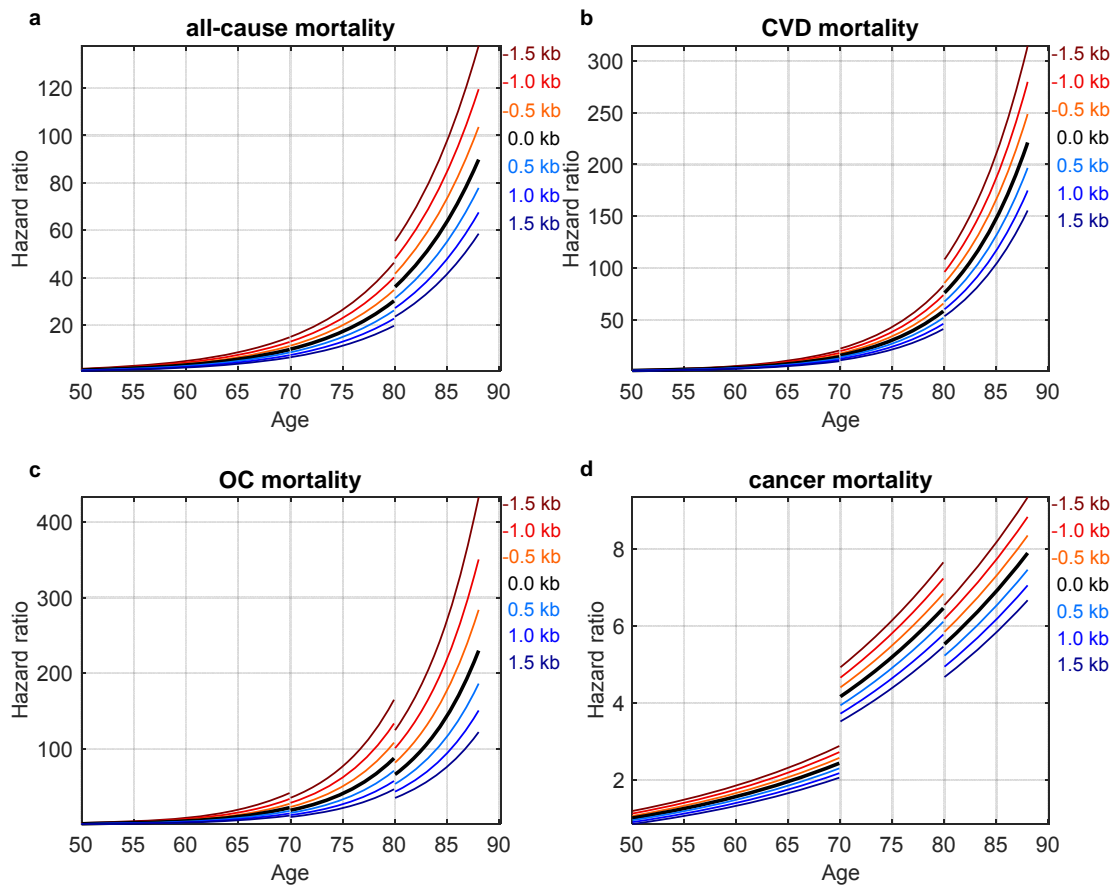 a
all-cause mortality
Hazard ratio
120
100
80
60
40
20
50 55 60 65 70 75 80 85 90
Age
-1.5 kb
-1.0 kb
-0.5 kb
0.0 kb
0.5 kb
1.0 kb
1.5 kb
b
CVD mortality
Hazard ratio
300
250
200
150
100
50
50 55 60 65 70 75 80 85 90
Age
-1.5 kb
-1.0 kb
-0.5 kb
0.0 kb
0.5 kb
1.0 kb
1.5 kb
c
OC mortality
Hazard ratio
400
300
200
100
50 55 60 65 70 75 80 85 90
Age
-1.5 kb
-1.0 kb
-0.5 kb
0.0 kb
0.5 kb
1.0 kb
1.5 kb
d
cancer mortality
Hazard ratio
8
6
4
2
50 55 60 65 70 75 80 85 90
Age
-1.5 kb
-1.0 kb
-0.5 kb
0.0 kb
0.5 kb
1.0 kb
1.5 kb